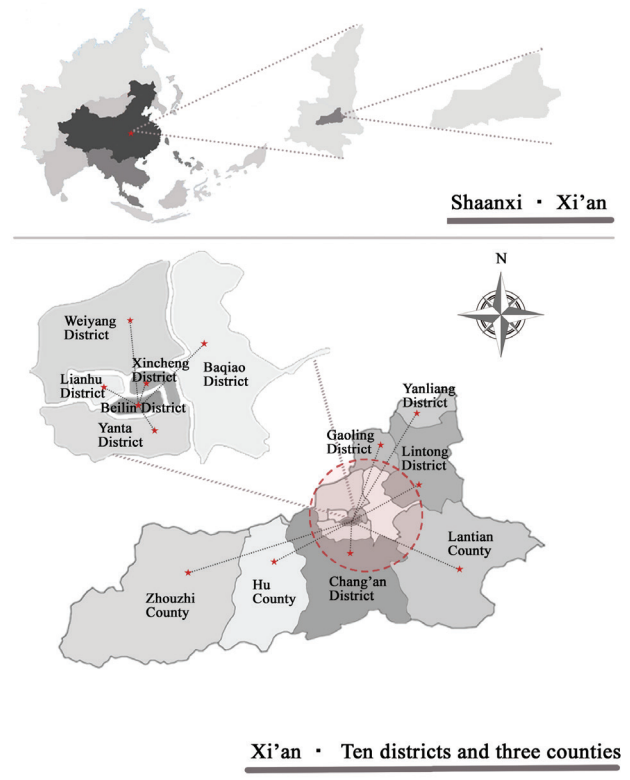 Shaanxi · Xi'an
N
Weiyang
District
Xincheng
District
Baqiao
District
Lianhu
District
Beilin District
Yanta
District
Yanliang
District
Gaoling
District
Lintong
District
Lantian
County
Chang'an
District
Hu
County
Zhouzhi
County
Xi'an · Ten districts and three counties